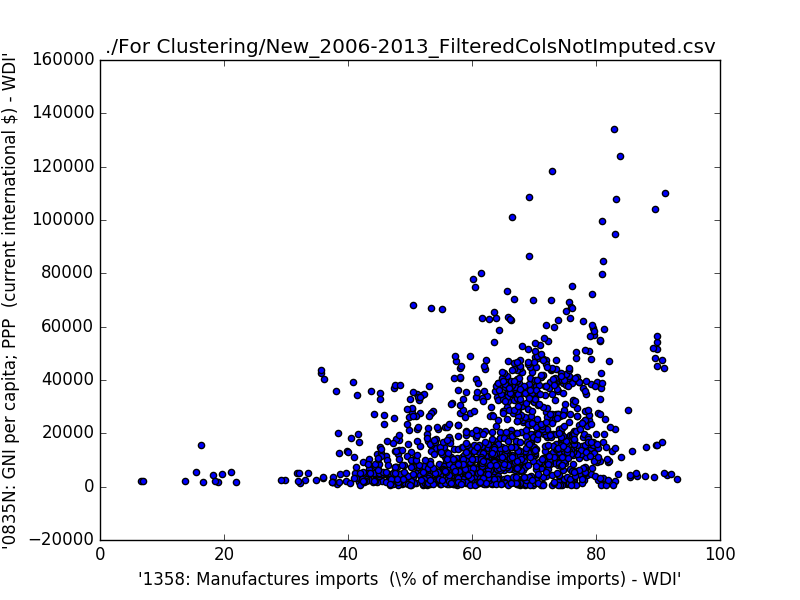 ./For Clustering/New_2006-2013_FilteredColsNotImputed.csv
'0835N: GNI per capita; PPP  (current international $) - WDI'
160000
140000
120000
100000
80000
60000
40000
20000
0
−20000
0 20 40 60 80 100
'1358: Manufactures imports  (\% of merchandise imports) - WDI'